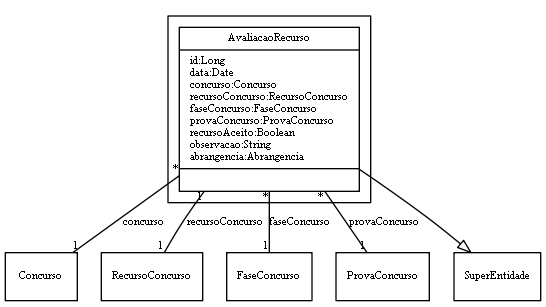 AvaliacaoRecurso
id:Long
data:Date
concurso:Concurso
recursoConcurso:RecursoConcurso
faseConcurso:FaseConcurso
provaConcurso:ProvaConcurso
recursoAceito:Boolean
observacao:String
abrangencia:Abrangencia
* 1 * *
concurso recursoConcurso faseConcurso provaConcurso
1 1 1 1
Concurso RecursoConcurso FaseConcurso ProvaConcurso SuperEntidade